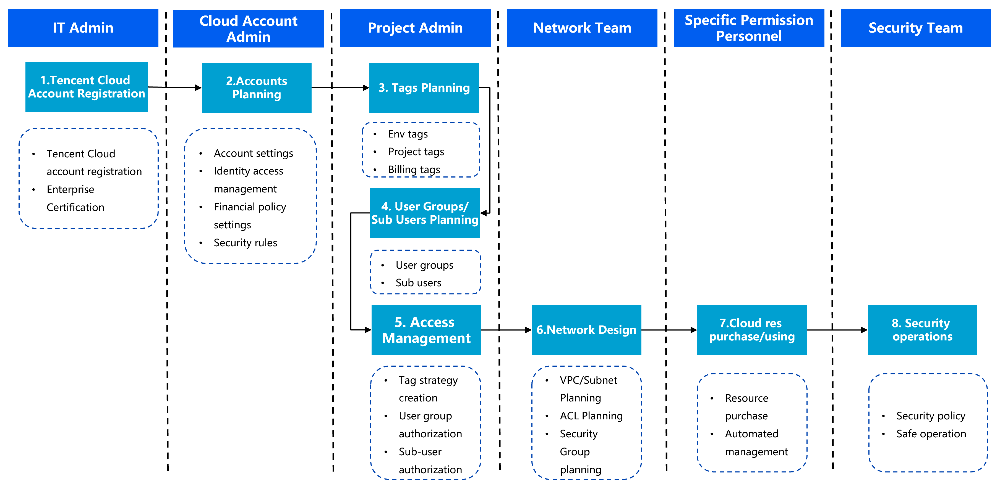 IT Admin
Cloud Account
Admin
Project Admin
Network Team
Specific Permission
Personnel
Security Team
1.Tencent Cloud
Account Registration
2.Accounts
Planning
3. Tags Planning
• Tencent Cloud
account registration
• Enterprise
Certification
• Account settings
• Identity access
management
• Financial policy
settings
• Security rules
• Env tags
• Project tags
• Billing tags
4. User Groups/
Sub Users Planning
• User groups
• Sub users
5. Access
Management
6.Network Design
7.Cloud res
purchase/using
8. Security
operations
• Tag strategy
creation
• User group
authorization
• Sub-user
authorization
• VPC/Subnet
Planning
• ACL Planning
• Security
Group
planning
• Resource
purchase
• Automated
management
• Security policy
• Safe operation